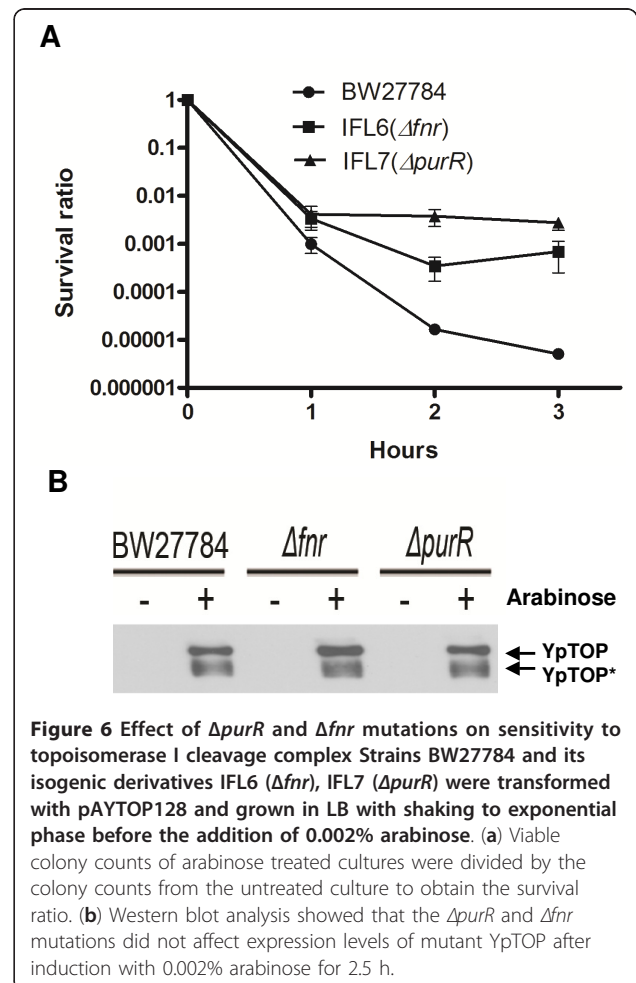 A
BW27784
IFL6(Δfnr)
IFL7(ΔpurR)
Survival ratio
1
0.1
0.01
0.001
0.0001
0.00001
0.000001
0 1 2 3
Hours
B
BW27784 Δfnr ΔpurR
- + - + - + Arabinose
YpTOP
YpTOP*
Figure 6 Effect of ΔpurR and Δfnr mutations on sensitivity to
topoisomerase I cleavage complex Strains BW27784 and its
isogenic derivatives IFL6 (Δfnr), IFL7 (ΔpurR) were transformed
with pAYTOP128 and grown in LB with shaking to exponential
phase before the addition of 0.002% arabinose. (a) Viable
colony counts of arabinose treated cultures were divided by the
colony counts from the untreated culture to obtain the survival
ratio. (b) Western blot analysis showed that the ΔpurR and Δfnr
mutations did not affect expression levels of mutant YpTOP after
induction with 0.002% arabinose for 2.5 h.